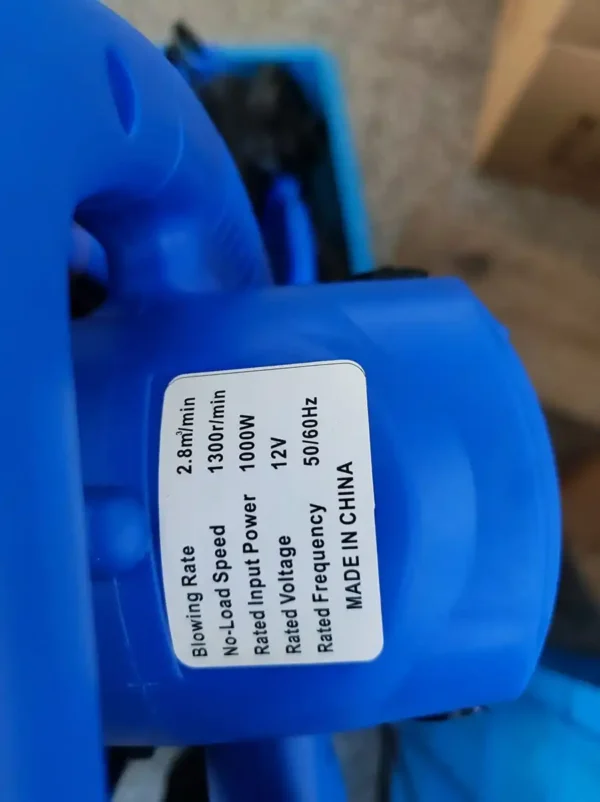 Blowing Rate 2.8m³/min
No-Load Speed 1300r/min
Rated Input Power 1000W
Rated Voltage 12V
Rated Frequency 50/60Hz
MADE IN CHINA